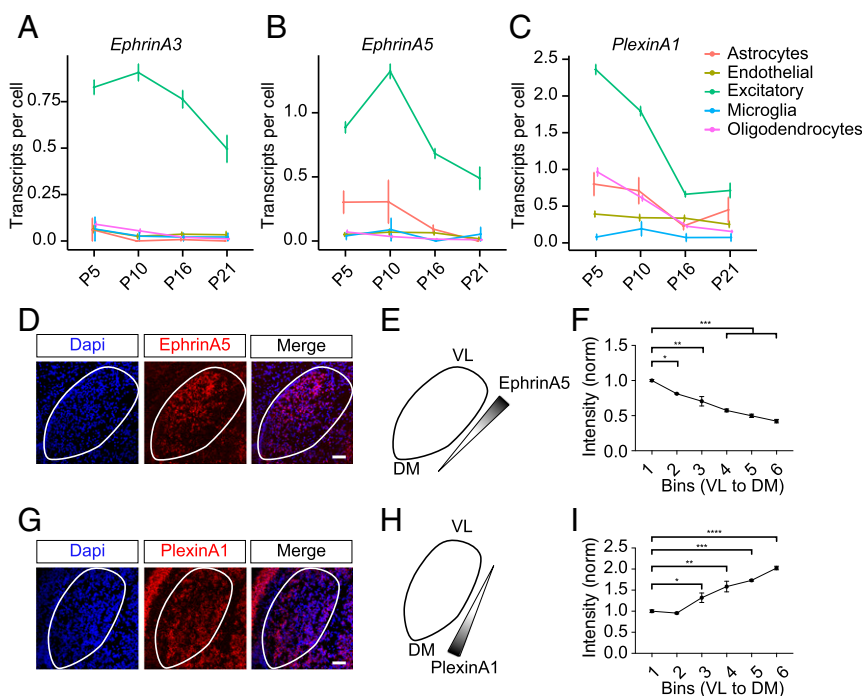 A
EphrinA3
Transcripts per cell
0.75
0.5
0.25
0.0
P5
P10
P16
P21
B
EphrinA5
Transcripts per cell
1.0
0.5
0.0
P5
P10
P16
P21
C
PlexinA1
Transcripts per cell
2.5
2.0
1.5
1.0
0.5
0.0
P5
P10
P16
P21
Astrocytes
Endothelial
Excitatory
Microglia
Oligodendrocytes
D
Dapi
EphrinA5
Merge
E
VL
EphrinA5
DM
F
Intensity (norm)
1.5
1.0
0.5
0.0
***
**
*
1 2 3 4 5 6
Bins (VL to DM)
G
Dapi
PlexinA1
Merge
H
VL
DM
PlexinA1
I
Intensity (norm)
2.5
2.0
1.5
1.0
0.5
0.0
****
***
**
*
1 2 3 4 5 6
Bins (VL to DM)